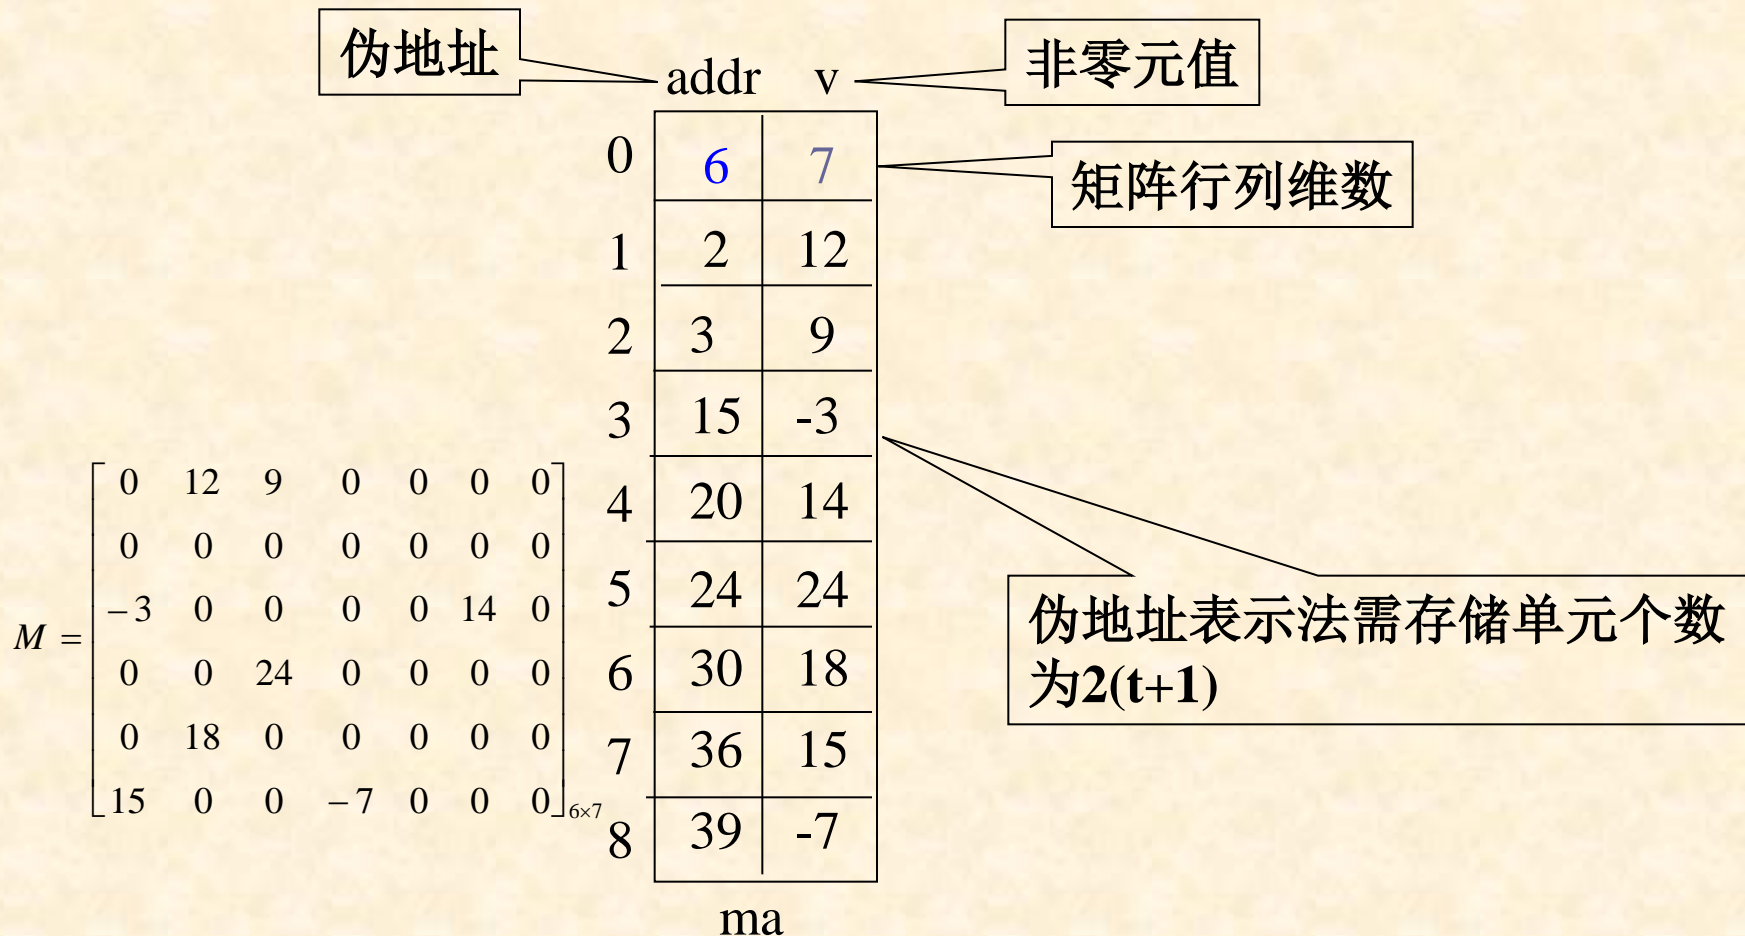 伪地址
非零元值
addr v
0 6 7
矩阵行列维数
1 2 12
2 3 9
3 15 -3
4 20 14
5 24 24
6 30 18
7 36 15
8 39 -7
ma
M =
0 12 9 0 0 0 0
0 0 0 0 0 0 0
-3 0 0 0 0 14 0
0 0 24 0 0 0 0
0 18 0 0 0 0 0
15 0 0 -7 0 0 0
6×7
伪地址表示法需存储单元个数
为2(t+1)